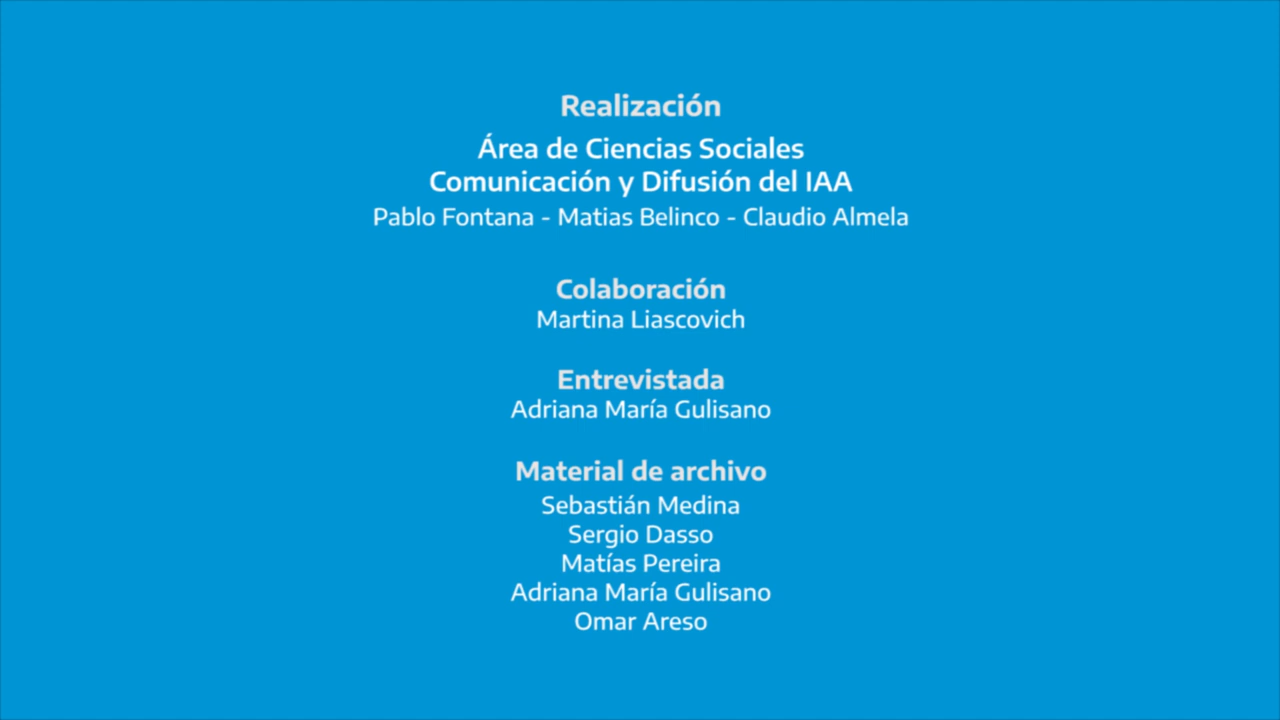 Realización
Área de Ciencias Sociales
Comunicación y Difusión del IAA
Pablo Fontana - Matias Belinco - Claudio Almela
Colaboración
Martina Liascovich
Entrevistada
Adriana María Gulisano
Material de archivo
Sebastián Medina
Sergio Dasso
Matías Pereira
Adriana María Gulisano
Omar Areso